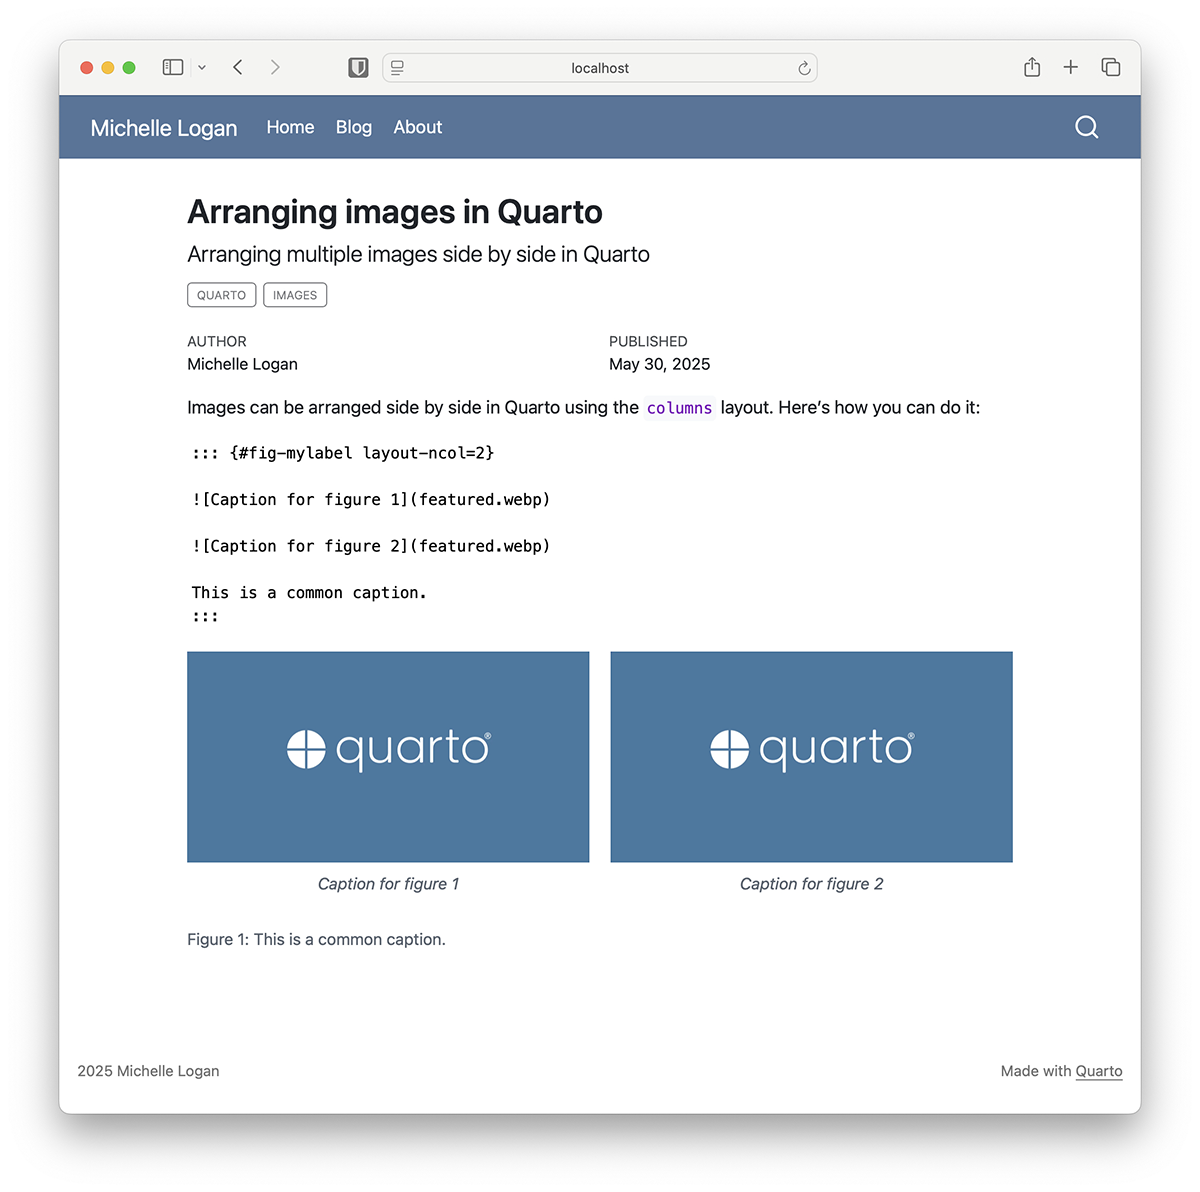 localhost
Michelle Logan Home Blog About
Arranging images in Quarto
Arranging multiple images side by side in Quarto
QUARTO IMAGES
AUTHOR PUBLISHED
Michelle Logan May 30, 2025
Images can be arranged side by side in Quarto using the columns layout. Here’s how you can do it:
::: {#fig-mylabel layout-ncol=2}
![Caption for figure 1](featured.webp)
![Caption for figure 2](featured.webp)
This is a common caption.
:::
quarto® quarto®
Caption for figure 1 Caption for figure 2
Figure 1: This is a common caption.
2025 Michelle Logan Made with Quarto